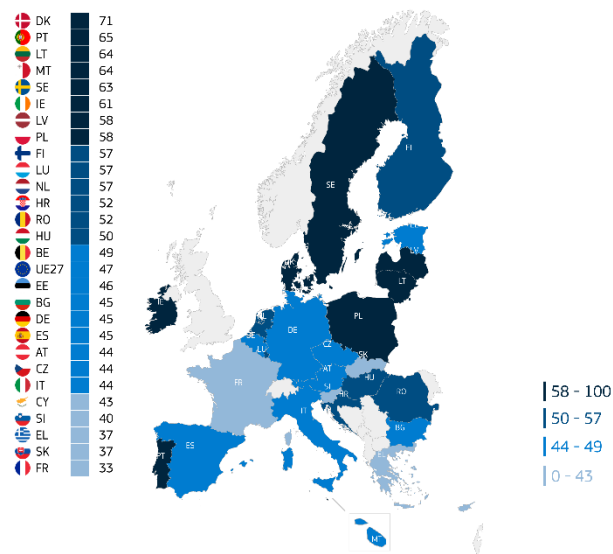 DK 71
PT 65
LT 64
MT 64
SE 63
IE 61
LV 58
PL 58
FI 57
LU 57
NL 57
HR 52
RO 52
HU 50
BE 49
UE27 47
EE 46
BG 45
DE 45
ES 45
AT 44
CZ 44
IT 44
CY 43
SI 40
EL 37
SK 37
FR 33
FI
SE
LV
LT
IE
PL
DE
BE
LU
CZ
SK
AT
HU
FR
SI
HR
RO
IT
BG
PT
ES
MT
58 - 100
50 - 57
44 - 49
0 - 43